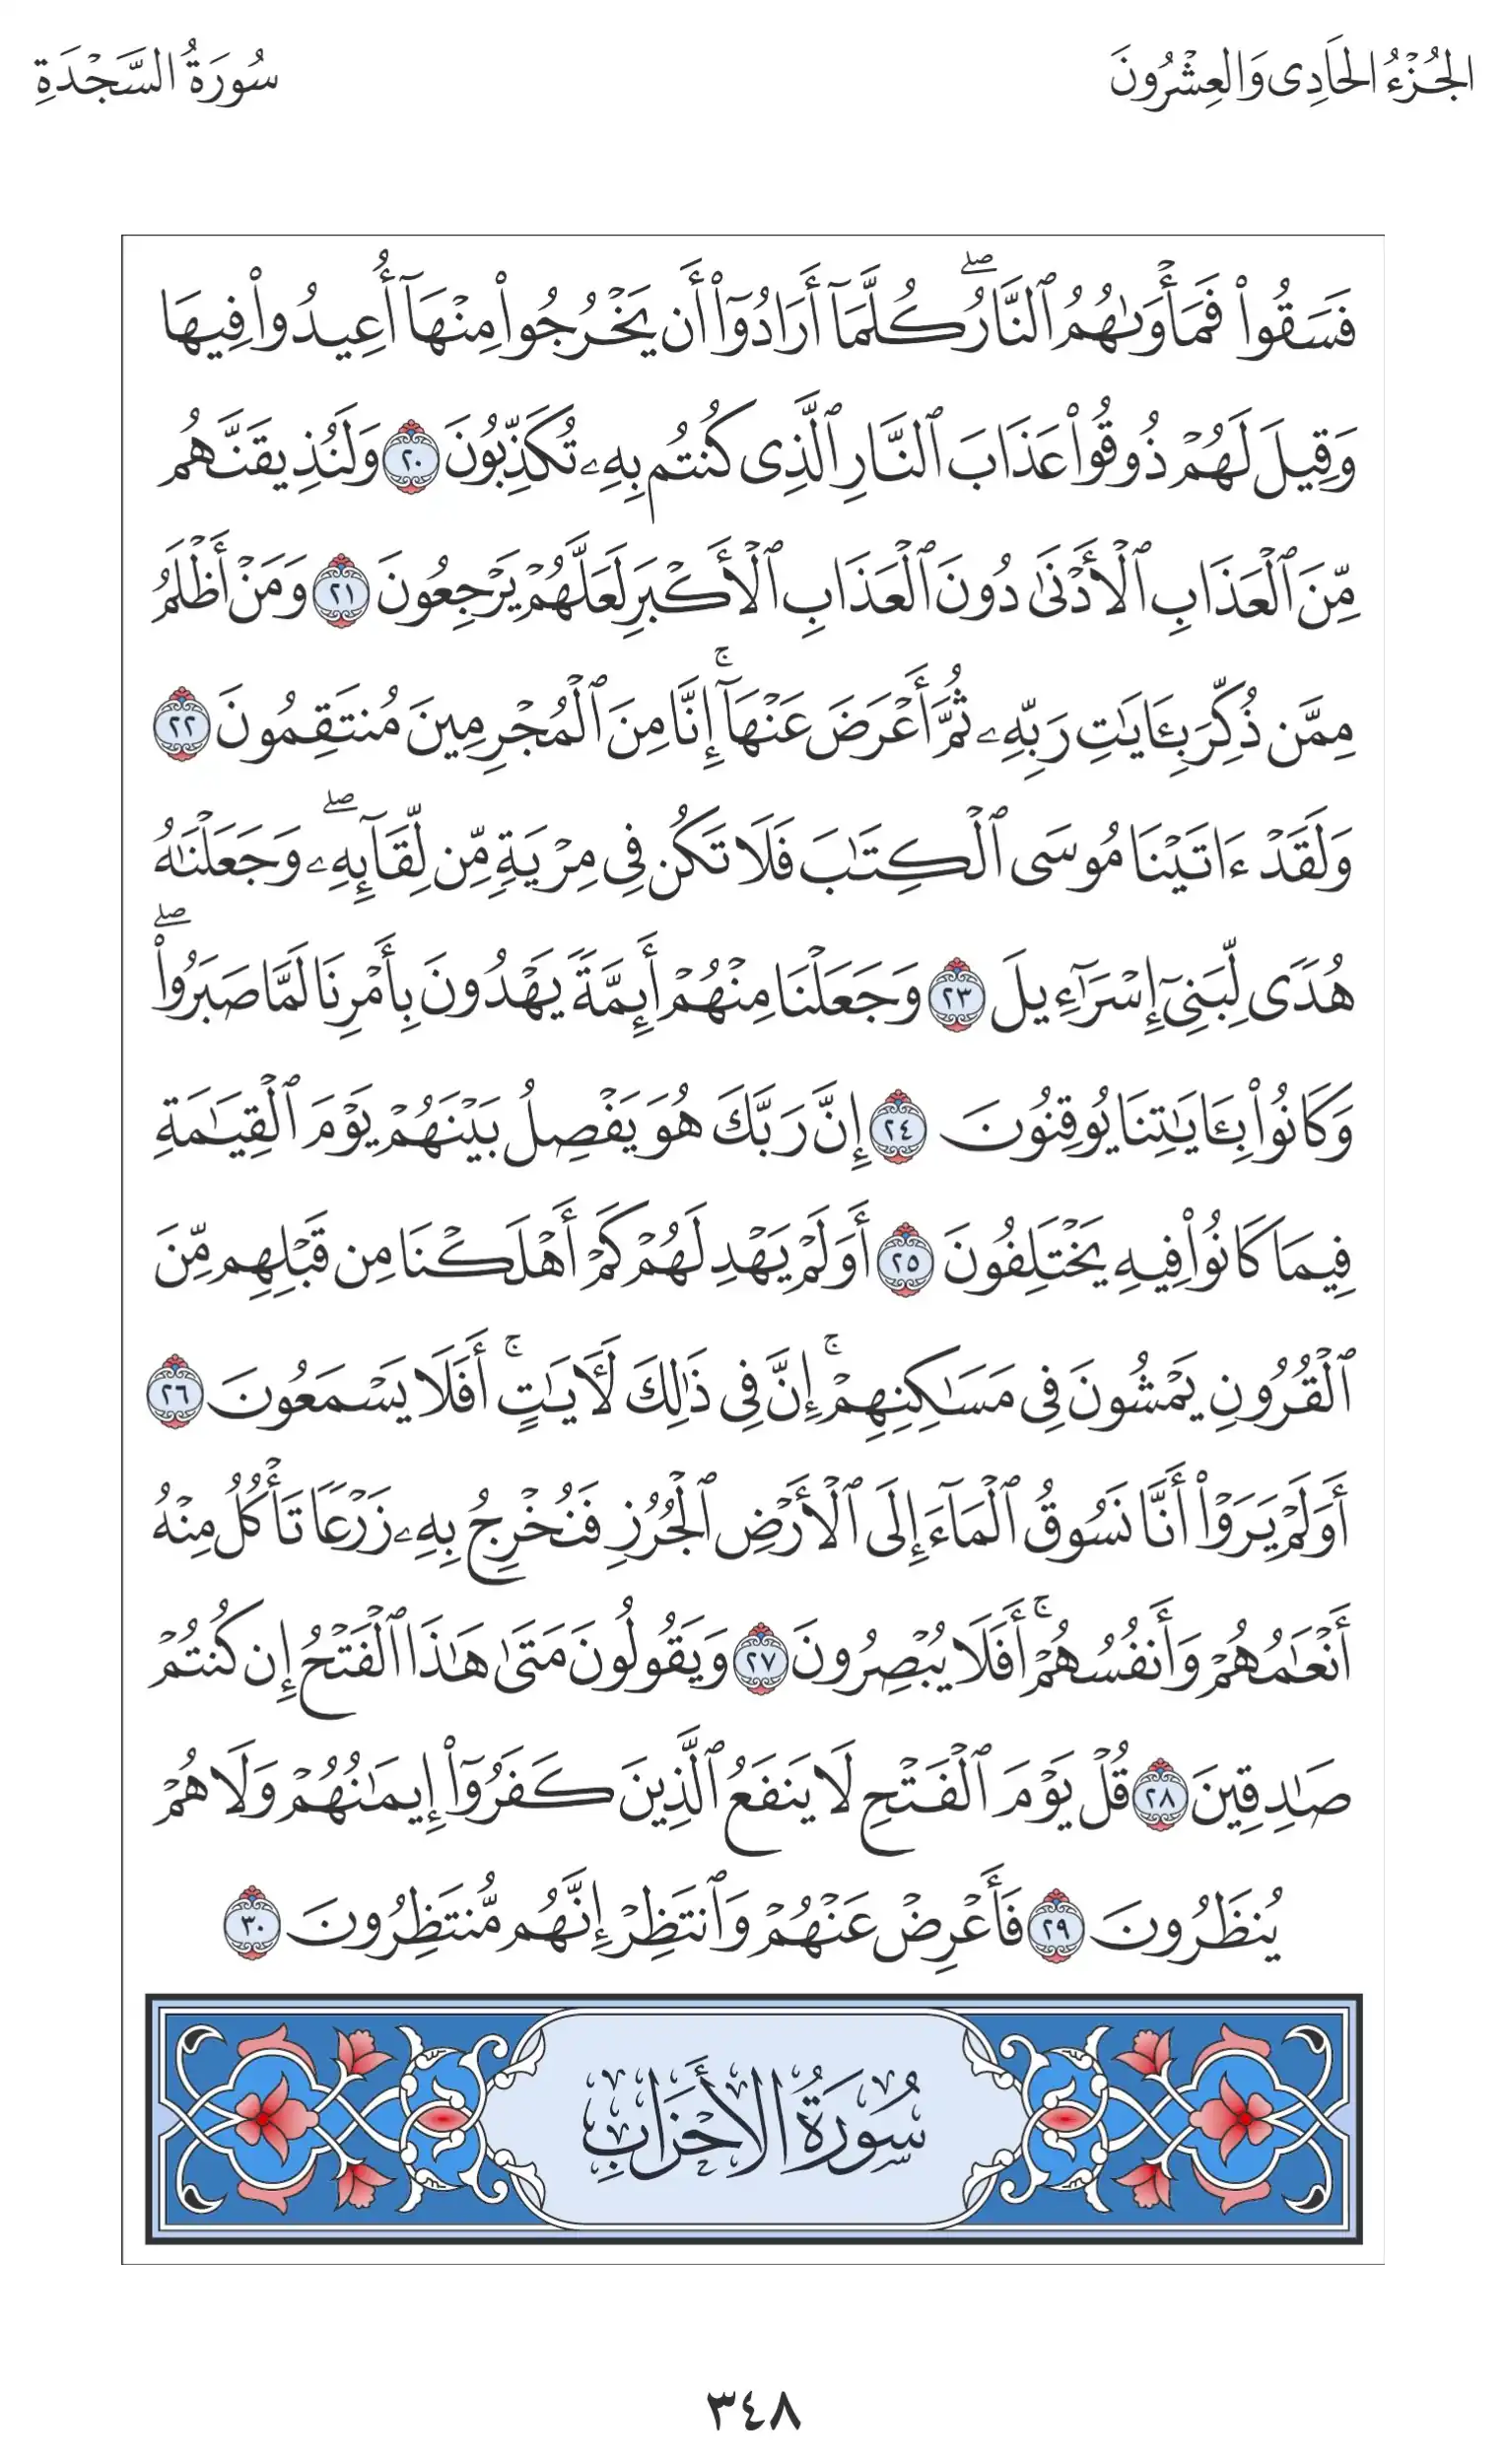 الجُزْءُ الحَادِى وَالعِشْرُونَ
سُورَةُ السَّجْدَةِ
فَسَقُوا۟ فَمَأْوَىٰهُمُ ٱلنَّارُ ۖ كُلَّمَآ أَرَادُوٓا۟ أَن يَخْرُجُوا۟ مِنْهَآ أُعِيدُوا۟ فِيهَا
وَقِيلَ لَهُمْ ذُوقُوا۟ عَذَابَ ٱلنَّارِ ٱلَّذِى كُنتُم بِهِۦ تُكَذِّبُونَ ٢٠ وَلَنُذِيقَنَّهُم
مِّنَ ٱلْعَذَابِ ٱلْأَدْنَىٰ دُونَ ٱلْعَذَابِ ٱلْأَكْبَرِ لَعَلَّهُمْ يَرْجِعُونَ ٢١ وَمَنْ أَظْلَمُ
مِمَّن ذُكِّرَ بِـَٔايَـٰتِ رَبِّهِۦ ثُمَّ أَعْرَضَ عَنْهَآ ۚ إِنَّا مِنَ ٱلْمُجْرِمِينَ مُنتَقِمُونَ ٢٢
وَلَقَدْ ءَاتَيْنَا مُوسَى ٱلْكِتَـٰبَ فَلَا تَكُن فِى مِرْيَةٍ مِّن لِّقَآئِهِۦ ۖ وَجَعَلْنَـٰهُ
هُدًى لِّبَنِىٓ إِسْرَٰٓءِيلَ ٢٣ وَجَعَلْنَا مِنْهُمْ أَئِمَّةً يَهْدُونَ بِأَمْرِنَا لَمَّا صَبَرُوا۟ ۖ
وَكَانُوا۟ بِـَٔايَـٰتِنَا يُوقِنُونَ ٢٤ إِنَّ رَبَّكَ هُوَ يَفْصِلُ بَيْنَهُمْ يَوْمَ ٱلْقِيَـٰمَةِ
فِيمَا كَانُوا۟ فِيهِ يَخْتَلِفُونَ ٢٥ أَوَلَمْ يَهْدِ لَهُمْ كَمْ أَهْلَكْنَا مِن قَبْلِهِم مِّنَ
ٱلْقُرُونِ يَمْشُونَ فِى مَسَـٰكِنِهِمْ ۚ إِنَّ فِى ذَٰلِكَ لَـَٔايَـٰتٍ ۚ أَفَلَا يَسْمَعُونَ ٢٦
أَوَلَمْ يَرَوْا۟ أَنَّا نَسُوقُ ٱلْمَآءَ إِلَى ٱلْأَرْضِ ٱلْجُرُزِ فَنُخْرِجُ بِهِۦ زَرْعًا تَأْكُلُ مِنْهُ
أَنْعَـٰمُهُمْ وَأَنفُسُهُمْ ۚ أَفَلَا يُبْصِرُونَ ٢٧ وَيَقُولُونَ مَتَىٰ هَـٰذَا ٱلْفَتْحُ إِن كُنتُمْ
صَـٰدِقِينَ ٢٨ قُلْ يَوْمَ ٱلْفَتْحِ لَا يَنفَعُ ٱلَّذِينَ كَفَرُوٓا۟ إِيمَـٰنُهُمْ وَلَا هُمْ
يُنظَرُونَ ٢٩ فَأَعْرِضْ عَنْهُمْ وَٱنتَظِرْ إِنَّهُم مُّنتَظِرُونَ ٣٠
سُورَةُ الأَحْزَابِ
٣٤٨